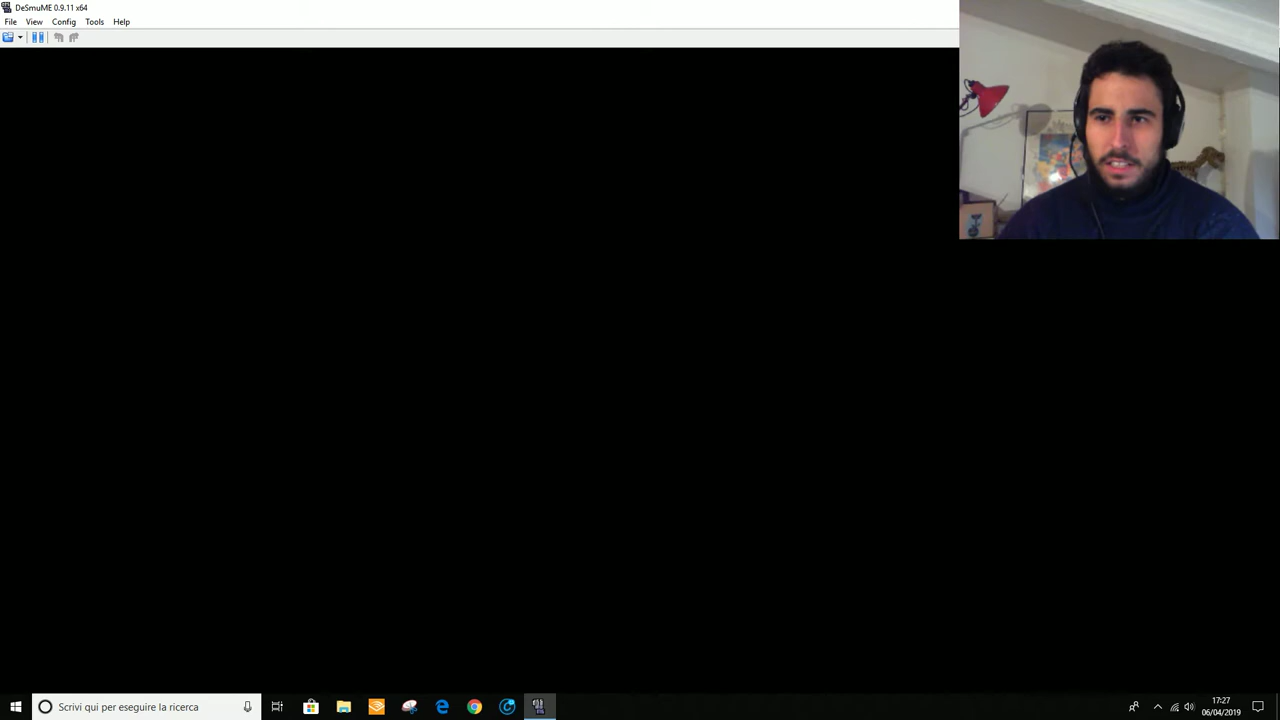 DeSmuME 0.9.11 x64
File View Config Tools Help
Scrivi qui per eseguire la ricerca
17:27
06/04/2019